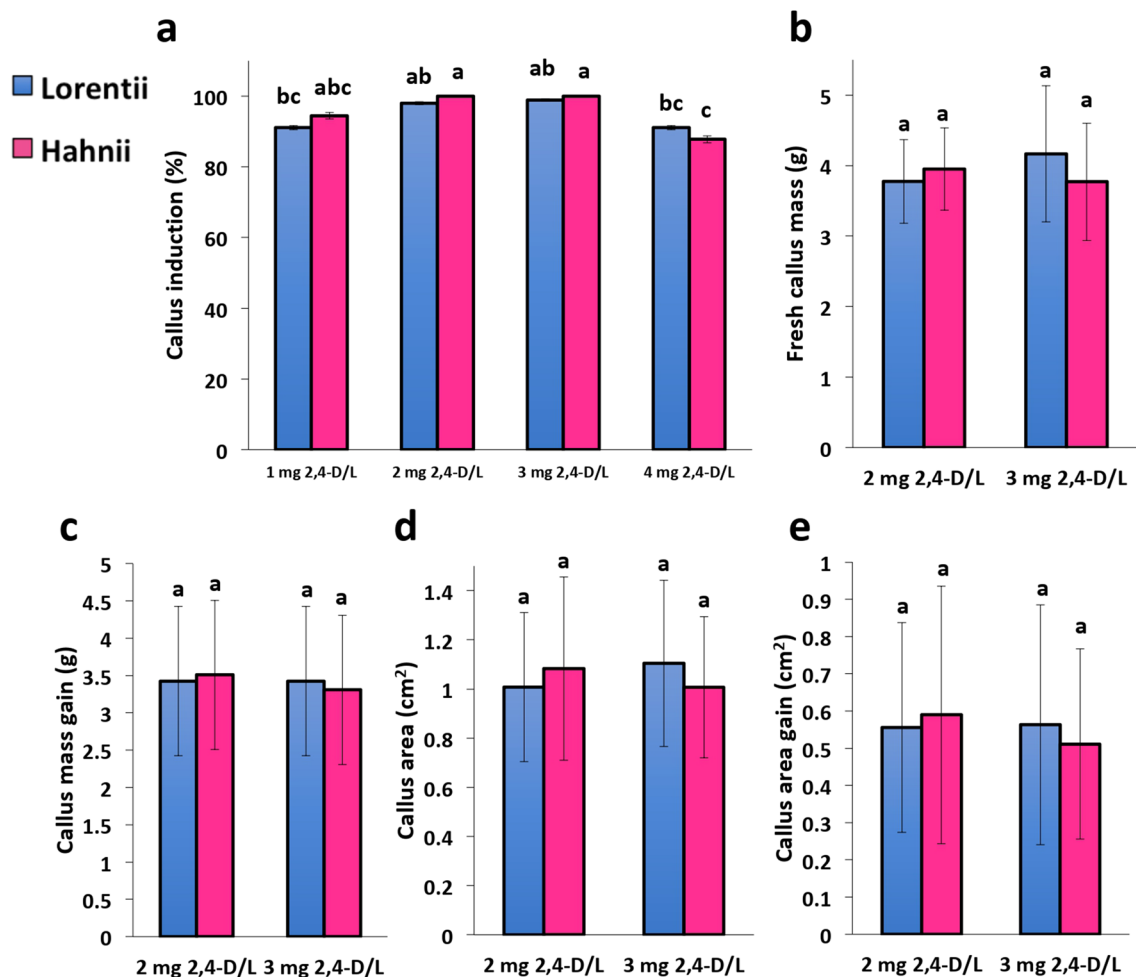 a
Lorentii
Hahnii
Callus induction (%)
100
80
60
40
20
0
bc abc ab a ab a bc c
1 mg 2,4-D/L 2 mg 2,4-D/L 3 mg 2,4-D/L 4 mg 2,4-D/L
b
Fresh callus mass (g)
5
4
3
2
1
0
a a a a
2 mg 2,4-D/L 3 mg 2,4-D/L
c
Callus mass gain (g)
5
4.5
4
3.5
3
2.5
2
1.5
1
0.5
0
a a a a
2 mg 2,4-D/L 3 mg 2,4-D/L
d
Callus area (cm²)
1.4
1.2
1
0.8
0.6
0.4
0.2
0
a a a a
2 mg 2,4-D/L 3 mg 2,4-D/L
e
Callus area gain (cm²)
1
0.9
0.8
0.7
0.6
0.5
0.4
0.3
0.2
0.1
0
a a a a
2 mg 2,4-D/L 3 mg 2,4-D/L